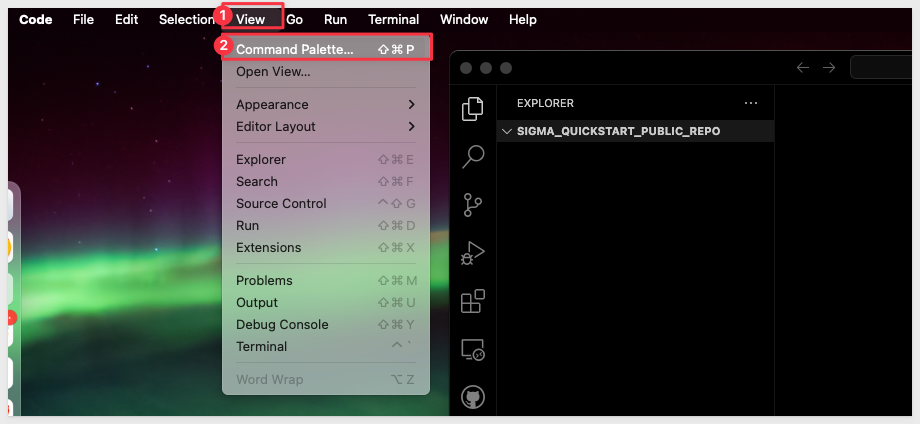 Code File Edit Selection View Go Run Terminal Window Help
1
2
Command Palette... ⇧⌘P
Open View...
Appearance
Editor Layout
Explorer ⇧⌘E
Search ⇧⌘F
Source Control ⌃⇧G
Run ⇧⌘D
Extensions ⇧⌘X
Problems ⇧⌘M
Output ⇧⌘U
Debug Console ⇧⌘Y
Terminal ⌃`
Word Wrap ⌥Z
EXPLORER
SIGMA_QUICKSTART_PUBLIC_REPO